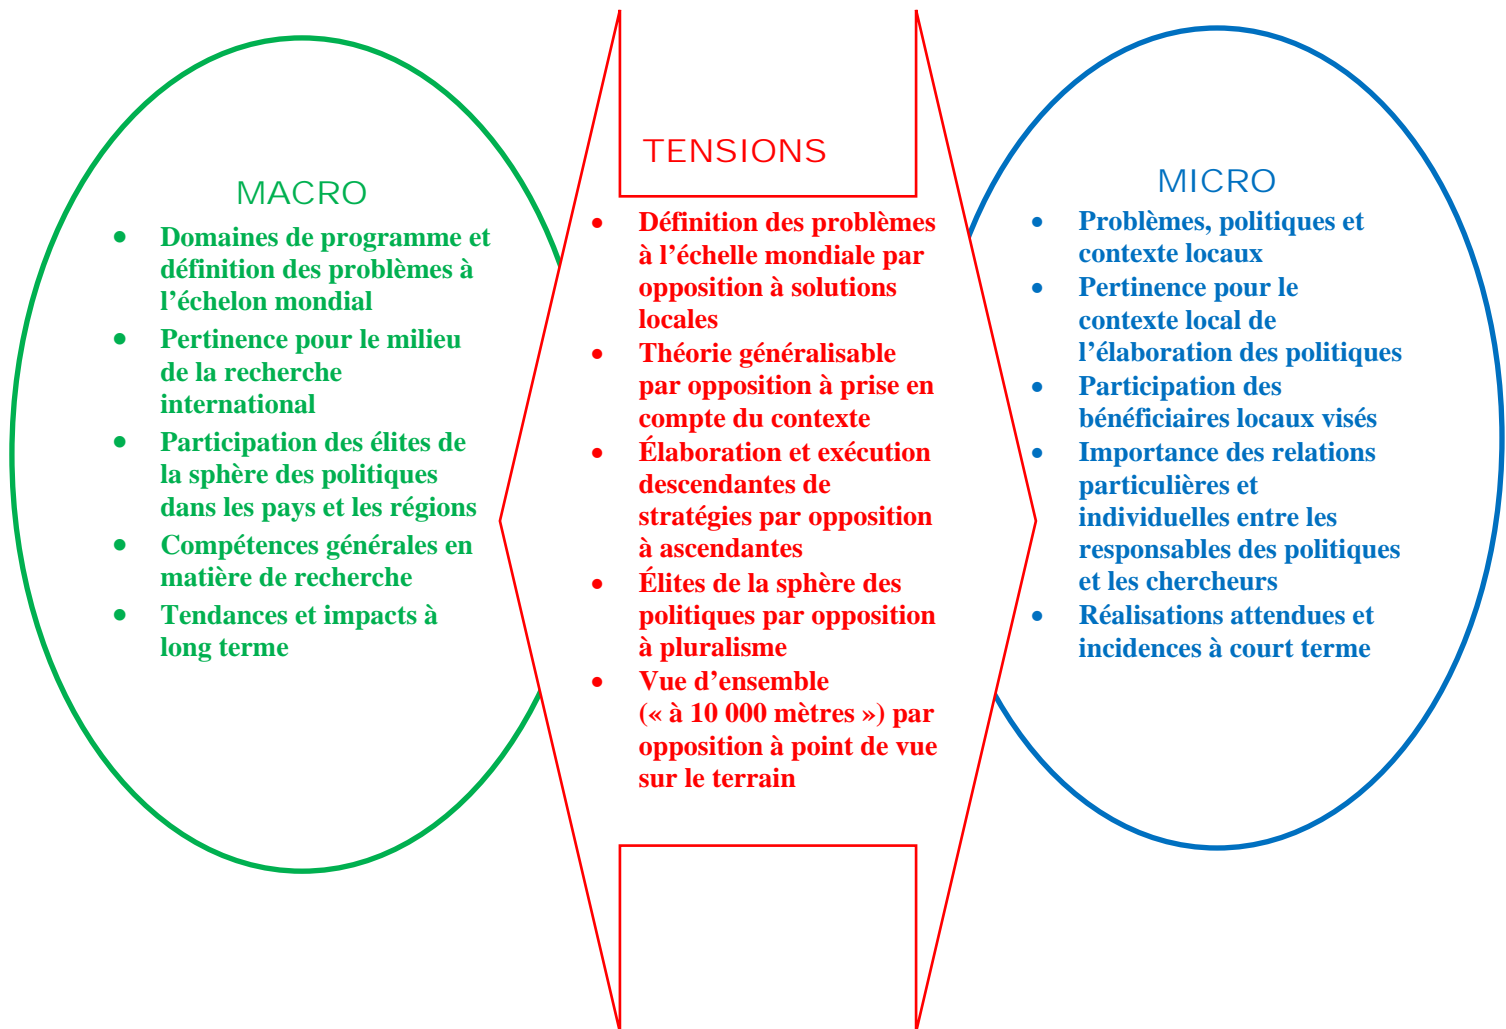 MACRO
• Domaines de programme et
définition des problèmes à
l’échelon mondial
• Pertinence pour le milieu
de la recherche
international
• Participation des élites de
la sphère des politiques
dans les pays et les régions
• Compétences générales en
matière de recherche
• Tendances et impacts à
long terme
TENSIONS
• Définition des problèmes
à l’échelle mondiale par
opposition à solutions
locales
• Théorie généralisable
par opposition à prise en
compte du contexte
• Élaboration et exécution
descendantes de
stratégies par opposition
à ascendantes
• Élites de la sphère des
politiques par opposition
à pluralisme
• Vue d’ensemble
(« à 10 000 mètres ») par
opposition à point de vue
sur le terrain
MICRO
• Problèmes, politiques et
contexte locaux
• Pertinence pour le
contexte local de
l’élaboration des politiques
• Participation des
bénéficiaires locaux visés
• Importance des relations
particulières et
individuelles entre les
responsables des politiques
et les chercheurs
• Réalisations attendues et
incidences à court terme